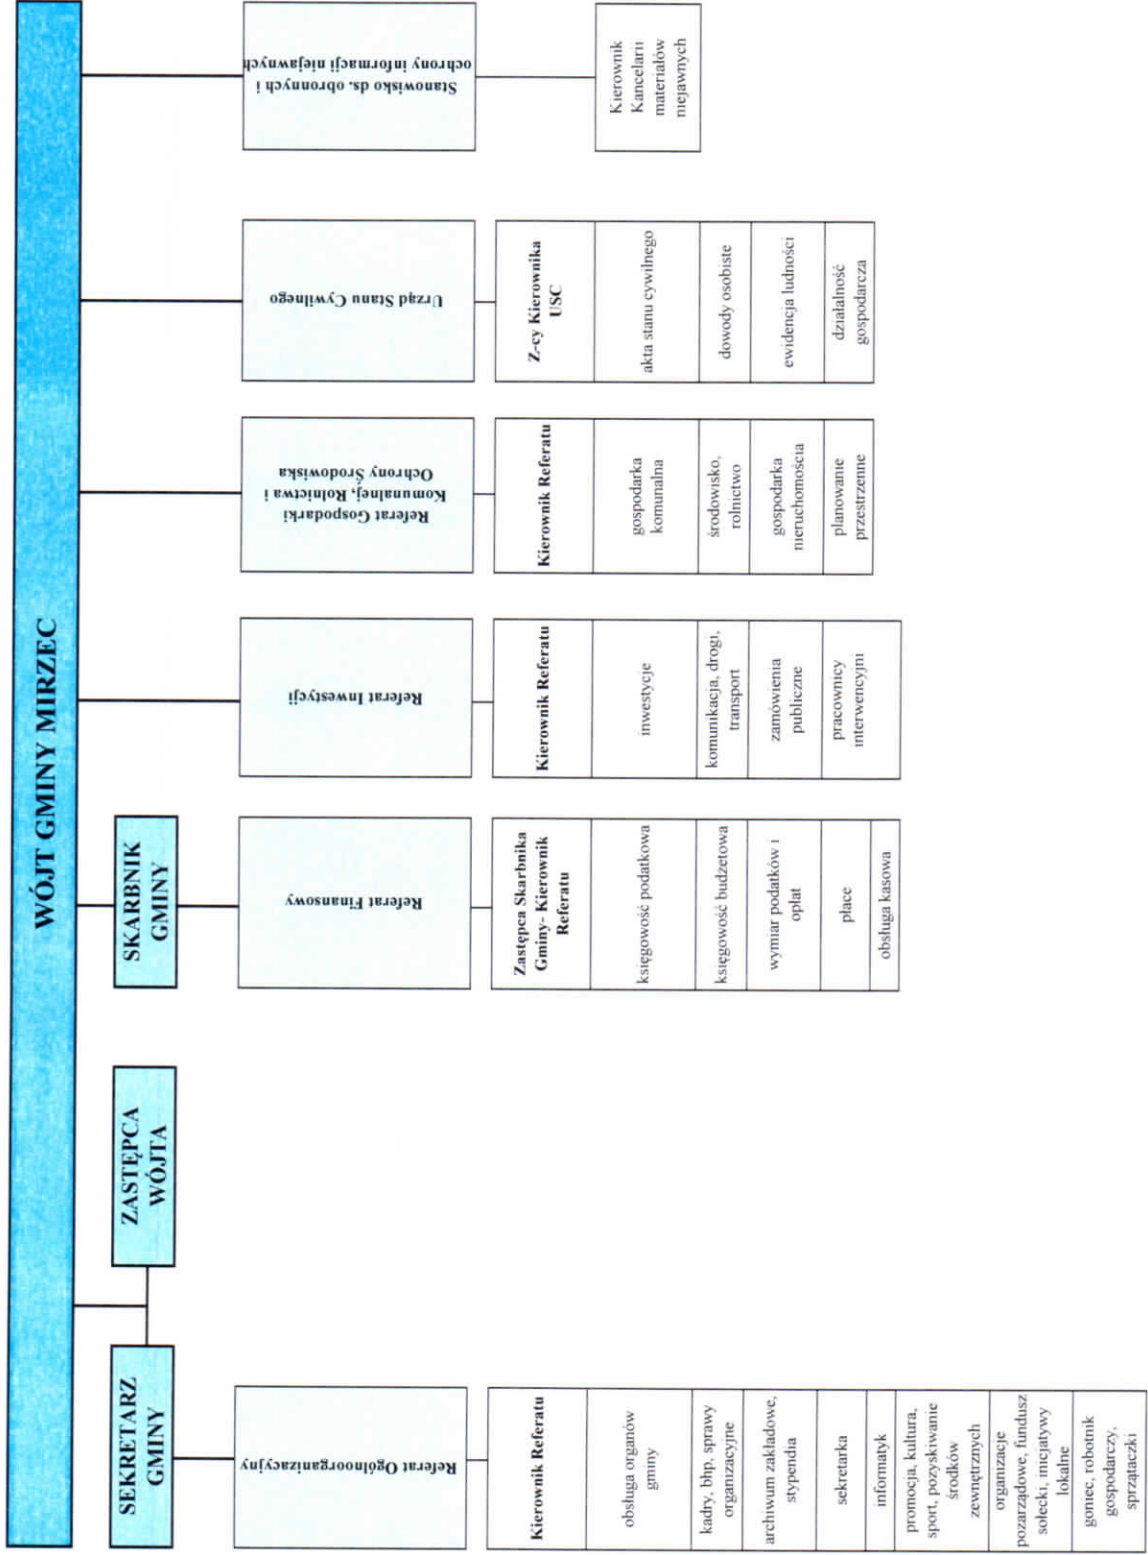 WÓJT GMINY MIRZEC
SEKRETARZ
GMINY
ZASTĘPCA
WÓJTA
SKARBNIK
GMINY
Referat Ogólnoorganizacyjny
Kierownik Referatu
obsługa organów
gminy
kadry, bhp, sprawy
organizacyjne
archiwum zakładowe,
stypendia
sekretarka
informatyk
promocja, kultura,
sport, pozyskiwanie
środków
zewnętrznych
organizacje
pozarządowe, fundusz
sołecki, inicjatywy
lokalne
goniec, robotnik
gospodarczy,
sprzątaczki
Referat Finansowy
Zastępca Skarbnika
Gminy- Kierownik
Referatu
księgowość podatkowa
księgowość budżetowa
wymiar podatków i
opłat
płace
obsługa kasowa
Referat Inwestycji
Kierownik Referatu
inwestycje
komunikacja, drogi,
transport
zamówienia
publiczne
pracownicy
interwencyjni
Referat Gospodarki
Komunalnej, Rolnictwa i
Ochrony Środowiska
Kierownik Referatu
gospodarka
komunalna
środowisko,
rolnictwo
gospodarka
nieruchomościa
planowanie
przestrzenne
Urząd Stanu Cywilnego
Z-cy Kierownika
USC
akta stanu cywilnego
dowody osobiste
ewidencja ludności
działalność
gospodarcza
Stanowisko ds. obronnych i
ochrony informacji niejawnych
Kierownik
Kancelarii
materiałów
niejawnych